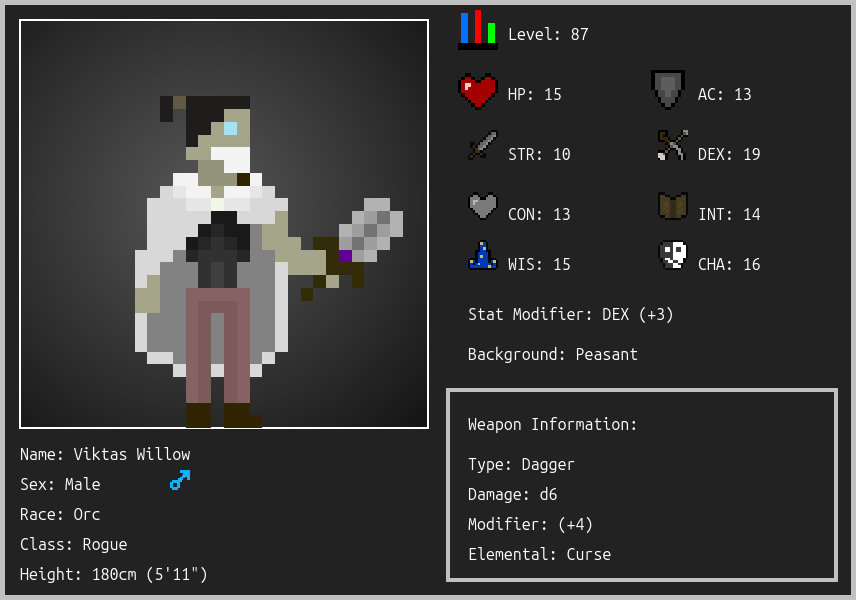 Level: 87
HP: 15
AC: 13
STR: 10
DEX: 19
CON: 13
INT: 14
WIS: 15
CHA: 16
Stat Modifier: DEX (+3)
Background: Peasant
Weapon Information:
Type: Dagger
Damage: d6
Modifier: (+4)
Elemental: Curse
Name: Viktas Willow
Sex: Male
Race: Orc
Class: Rogue
Height: 180cm (5'11")